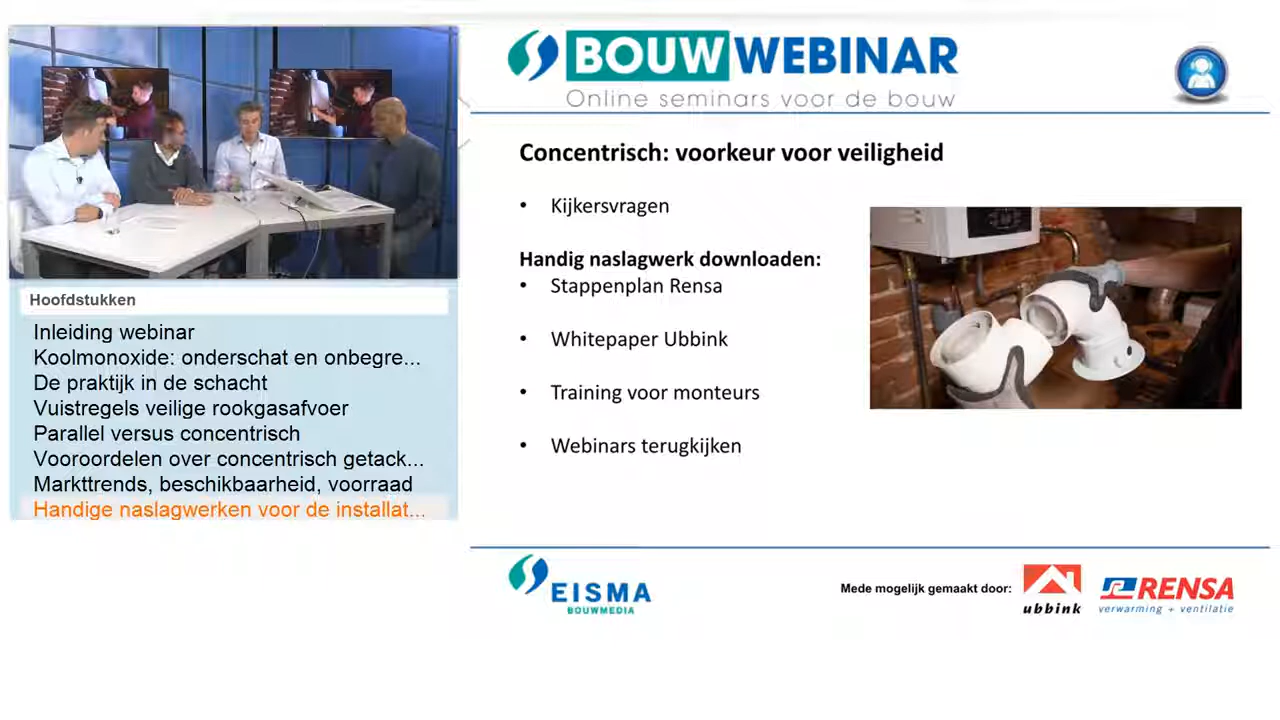 BOUWWEBINAR
Online seminars voor de bouw
Hoofdstukken
Inleiding webinar
Koolmonoxide: onderschat en onbegre...
De praktijk in de schacht
Vuistregels veilige rookgasafvoer
Parallel versus concentrisch
Vooroordelen over concentrisch getack...
Markttrends, beschikbaarheid, voorraad
Handige naslagwerken voor de installat...
Concentrisch: voorkeur voor veiligheid
• Kijkersvragen
Handig naslagwerk downloaden:
• Stappenplan Rensa
• Whitepaper Ubbink
• Training voor monteurs
• Webinars terugkijken
EISMA
BOUWMEDIA
Mede mogelijk gemaakt door:
ubbink
RENSA
verwarming + ventilatie